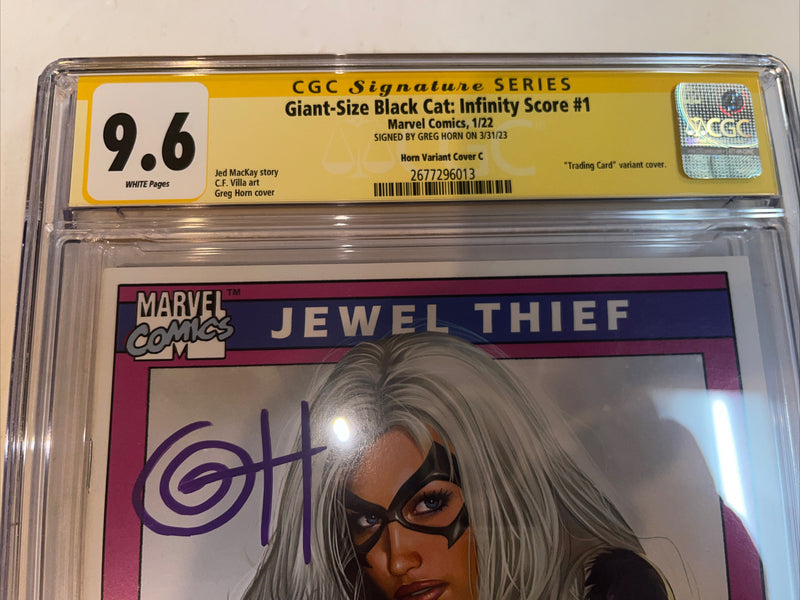 CGC Signature SERIES
Giant-Size Black Cat: Infinity Score #1
Marvel Comics, 1/22
SIGNED BY GREG HORN ON 3/31/23
Horn Variant Cover C
2677296013
9.6
WHITE Pages
Jed MacKay story
C.F. Villa art
Greg Horn cover
"Trading Card" variant cover.
CGC
MARVEL TM
COMICS
JEWEL THIEF
GH